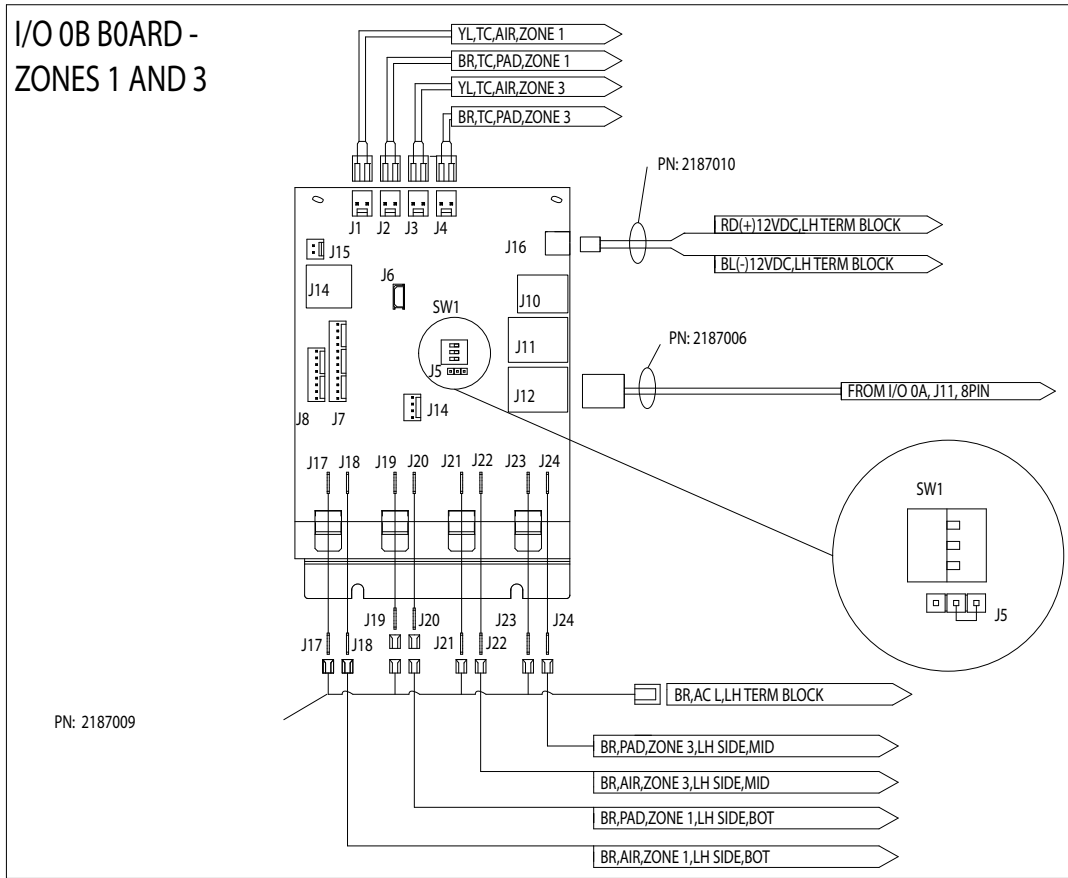 I/O 0B B0ARD -
ZONES 1 AND 3
YL,TC,AIR,ZONE 1
BR,TC,PAD,ZONE 1
YL,TC,AIR,ZONE 3
BR,TC,PAD,ZONE 3
PN: 2187010
J1 J2 J3 J4
RD(+)12VDC,LH TERM BLOCK
J15 J16
BL(-)12VDC,LH TERM BLOCK
J6
J14 J10
SW1
PN: 2187006
J11
J5
J12
FROM I/O 0A, J11, 8PIN
J14
J8 J7
J17 J18 J19 J20 J21 J22 J23 J24
SW1
J5
J19 J20 J23 J24
J17 J18 J21 J22
BR,AC L,LH TERM BLOCK
PN: 2187009
BR,PAD,ZONE 3,LH SIDE,MID
BR,AIR,ZONE 3,LH SIDE,MID
BR,PAD,ZONE 1,LH SIDE,BOT
BR,AIR,ZONE 1,LH SIDE,BOT